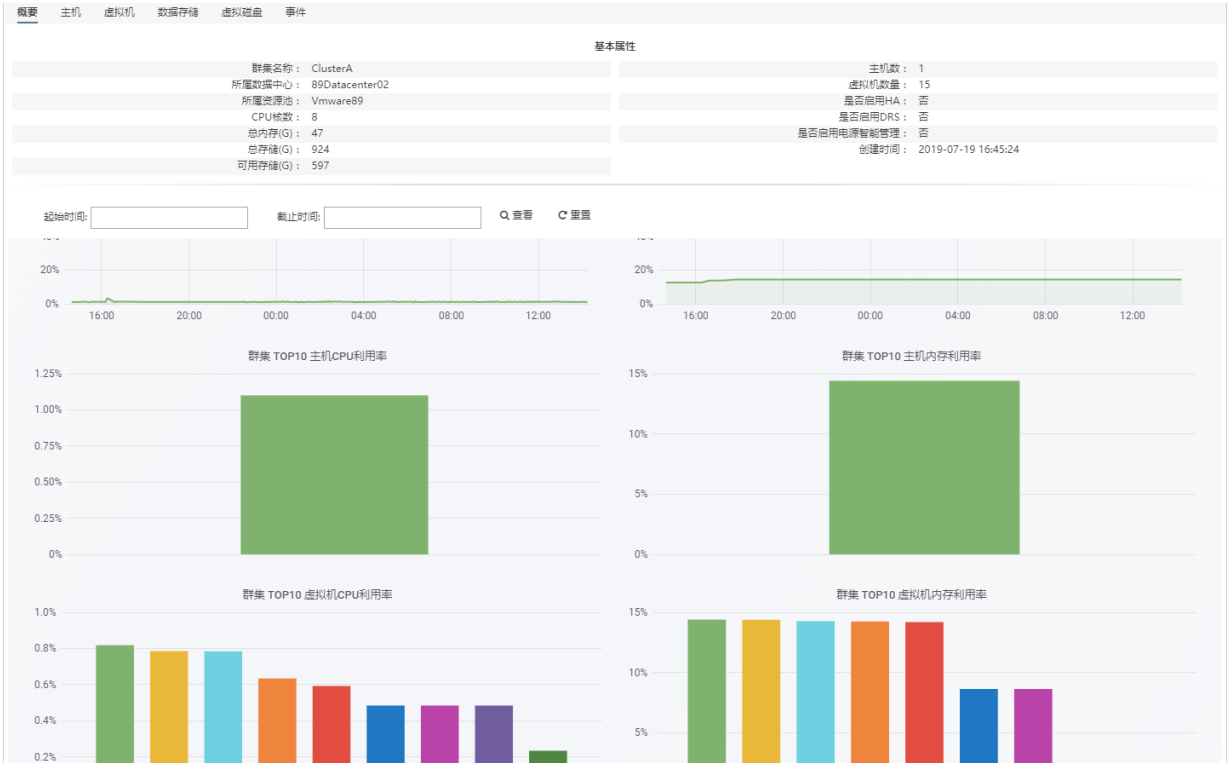 概要 主机 虚拟机 数据存储 虚拟磁盘 事件
基本属性
群集名称： ClusterA 主机数： 1
所属数据中心： 89Datacenter02 虚拟机数量： 15
所属资源池： Vmware89 是否启用HA： 否
CPU核数： 8 是否启用DRS： 否
总内存(G)： 47 是否启用电源智能管理： 否
总存储(G)： 924 创建时间： 2019-07-19 16:45:24
可用存储(G)： 597
起始时间: 截止时间: 查看 重置
20% 20%
0% 0%
16:00 20:00 00:00 04:00 08:00 12:00 16:00 20:00 00:00 04:00 08:00 12:00
群集 TOP10 主机CPU利用率 群集 TOP10 主机内存利用率
1.25% 15%
1.00%
10%
0.75%
0.50%
5%
0.25%
0% 0%
群集 TOP10 虚拟机CPU利用率 群集 TOP10 虚拟机内存利用率
1.0% 15%
0.8%
10%
0.6%
0.4%
5%
0.2%